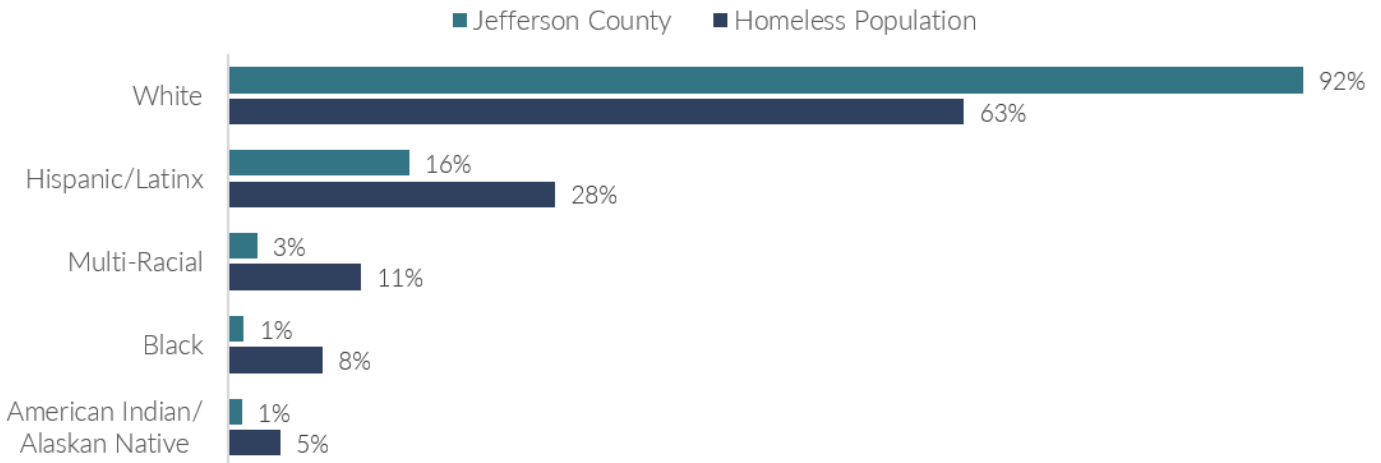 Jefferson County Homeless Population
White 92%
63%
Hispanic/Latinx 16%
28%
Multi-Racial 3%
11%
Black 1%
8%
American Indian/ 1%
Alaskan Native 5%